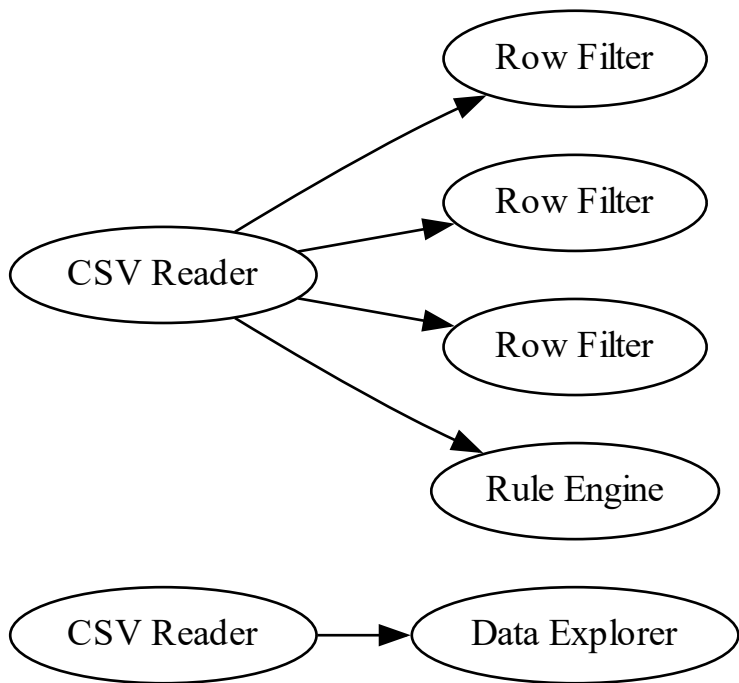 Row Filter
Row Filter
CSV Reader
Row Filter
Rule Engine
CSV Reader
Data Explorer